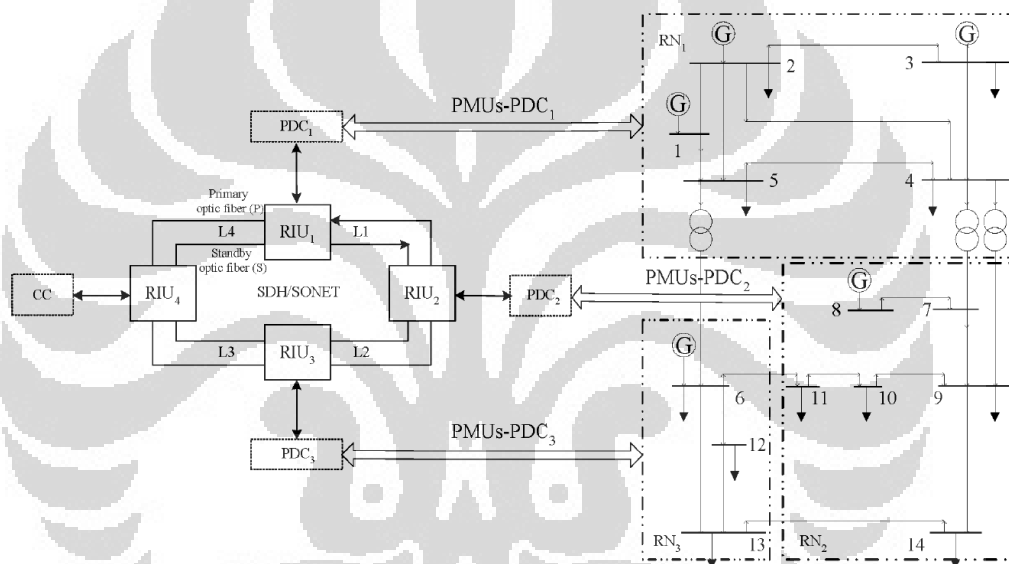 RN1
G
G
2
3
PMUs-PDC1
G
PDC1
1
5
4
Primary
optic fiber (P)
L4
RIU1
L1
Standby
optic fiber (S)
CC
RIU4
SDH/SONET
RIU2
PDC2
PMUs-PDC2
G
8
7
L3
RIU3
L2
G
6
11
10
9
PDC3
PMUs-PDC3
12
RN3
13
RN2
14